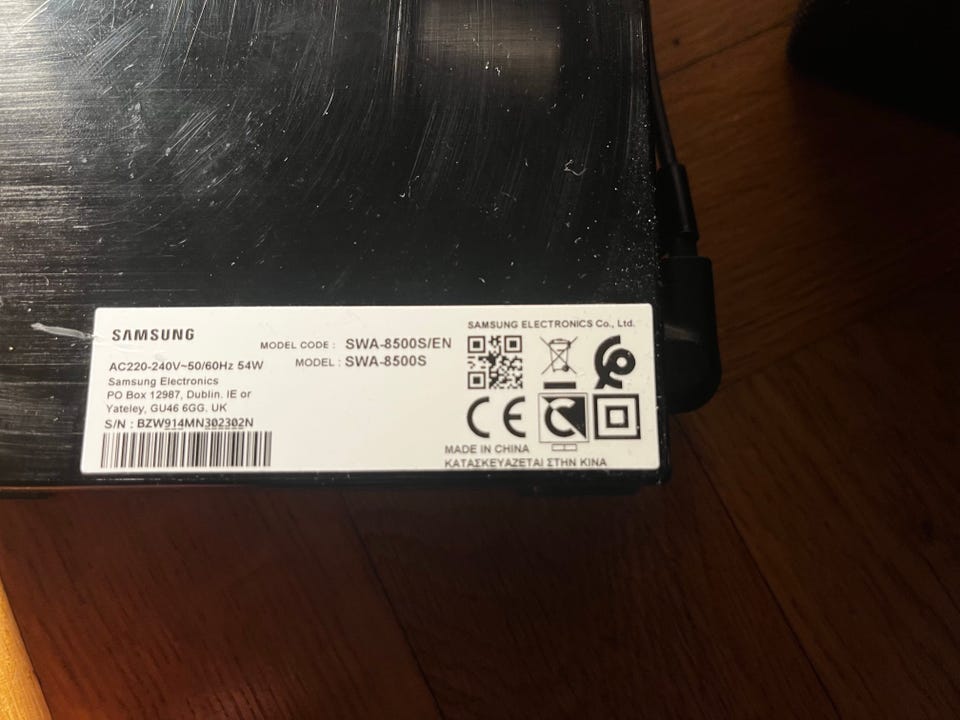 SAMSUNG
MODEL CODE : SWA-8500S/EN
MODEL : SWA-8500S
AC220-240V~50/60Hz 54W
Samsung Electronics
PO Box 12987, Dublin. IE or
Yateley, GU46 6GG. UK
S/N : BZW914MN302302N
SAMSUNG ELECTRONICS Co., Ltd.
CE
MADE IN CHINA
ΚΑΤΑΣΚΕΥΑΖΕΤΑΙ ΣΤΗΝ ΚΙΝΑ